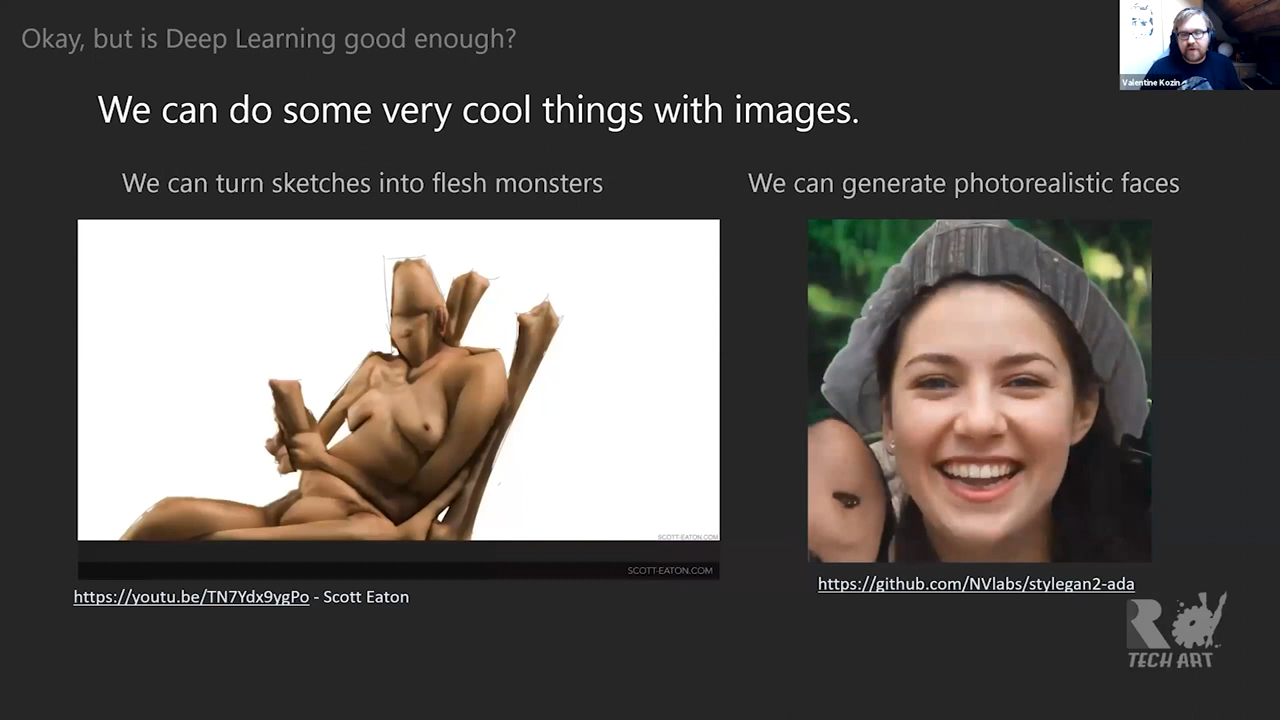 Okay, but is Deep Learning good enough?
Valentine Kozin
We can do some very cool things with images.
We can turn sketches into flesh monsters
We can generate photorealistic faces
SCOTT-EATON.COM
SCOTT-EATON.COM
https://youtu.be/TN7Ydx9ygPo - Scott Eaton
https://github.com/NVlabs/stylegan2-ada
R
TECH ART